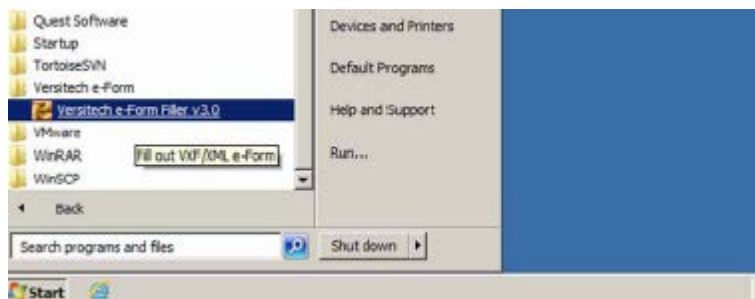 Quest Software
Startup
TortoiseSVN
Versitech e-Form
Versitech e-Form Filler v3.0
VMware
WinRAR
Fill out VXF/XML e-Form
WinSCP
Back
Search programs and files
Devices and Printers
Default Programs
Help and Support
Run...
Shut down
Start